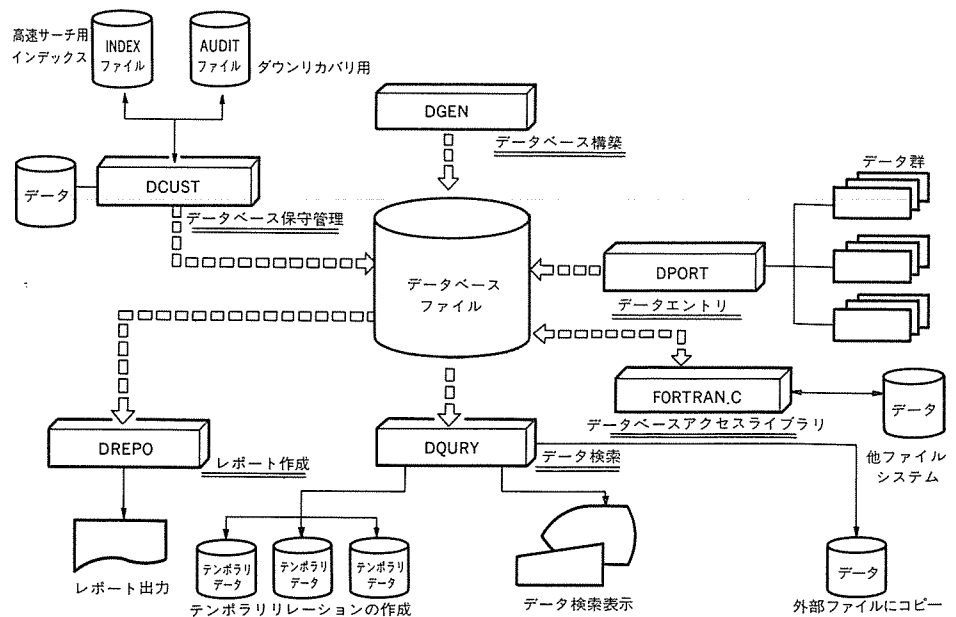 高速サーチ用
インデックス
INDEX
ファイル
AUDIT
ファイル
ダウンリカバリ用
DGEN
データベース構築
データ
DCUST
データベース保守管理
データ群
データベース
ファイル
DPORT
データエントリ
FORTRAN.C
データベースアクセスライブラリ
データ
他ファイル
システム
DREPO
レポート作成
DQURY
データ検索
レポート出力
テンポラリ
データ
テンポラリ
データ
テンポラリ
データ
テンポラリリレーションの作成
データ検索表示
データ
外部ファイルにコピー